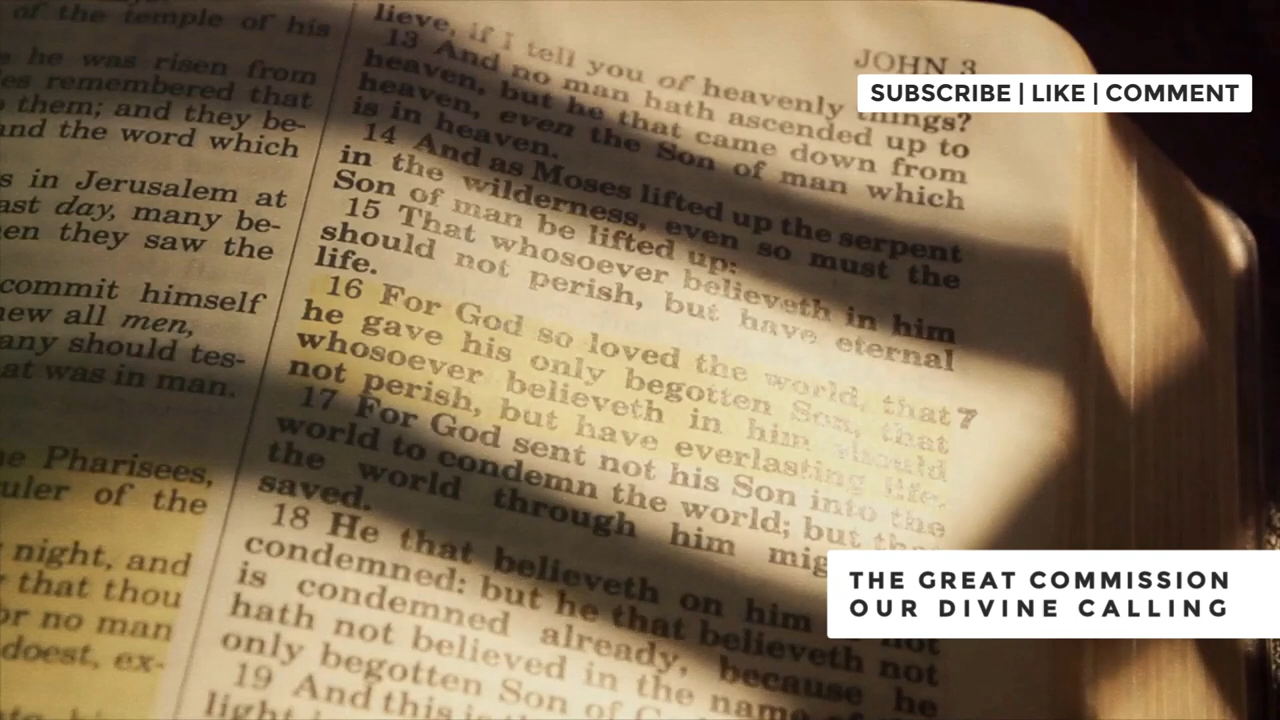 of the temple of his
he was risen from
remembered that
them; and they be-
and the word which
in Jerusalem at
day, many be-
they saw the
commit himself
all men,
any should tes-
at was in man.
Pharisees,
of the
night, and
that thou
or no man
doest, ex-
JOHN 3
lieve, if I tell you of heavenly things?
13 And no man hath ascended up to
heaven, but he that came down from
heaven, even the Son of man which
is in heaven.
14 And as Moses lifted up the serpent
in the wilderness, even so must the
Son of man be lifted up:
15 That whosoever believeth in him
should not perish, but have eternal
life.
16 For God so loved the world, that 7
he gave his only begotten Son, that
whosoever believeth in him should
not perish, but have everlasting life.
17 For God sent not his Son into the
world to condemn the world; but that
the world through him
saved.
18 He that believeth on him not
condemned: but he that believeth not
is condemned already, because he
hath not believed in the name
only begotten Son of
19 And this is
light
SUBSCRIBE | LIKE | COMMENT
THE GREAT COMMISSION
OUR DIVINE CALLING